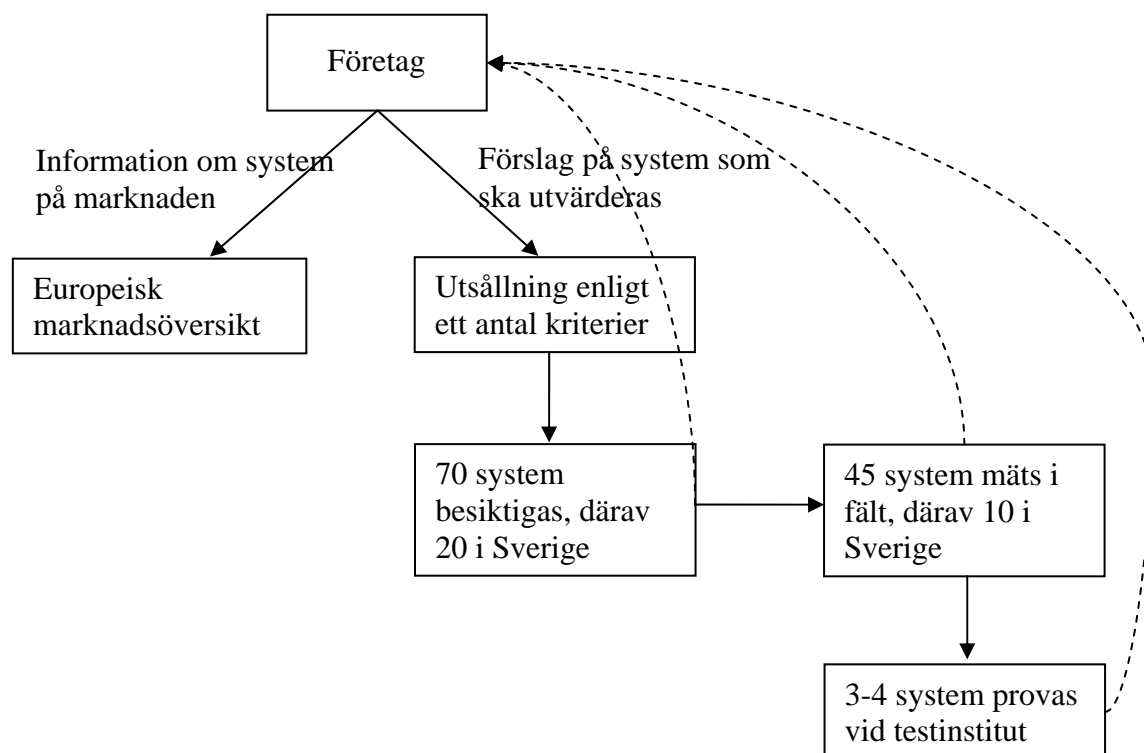 Företag
Information om system
på marknaden
Förslag på system som
ska utvärderas
Europeisk
marknadsöversikt
Utsållning enligt
ett antal kriterier
70 system
besiktigas, därav
20 i Sverige
45 system mäts i
fält, därav 10 i
Sverige
3-4 system provas
vid testinstitut